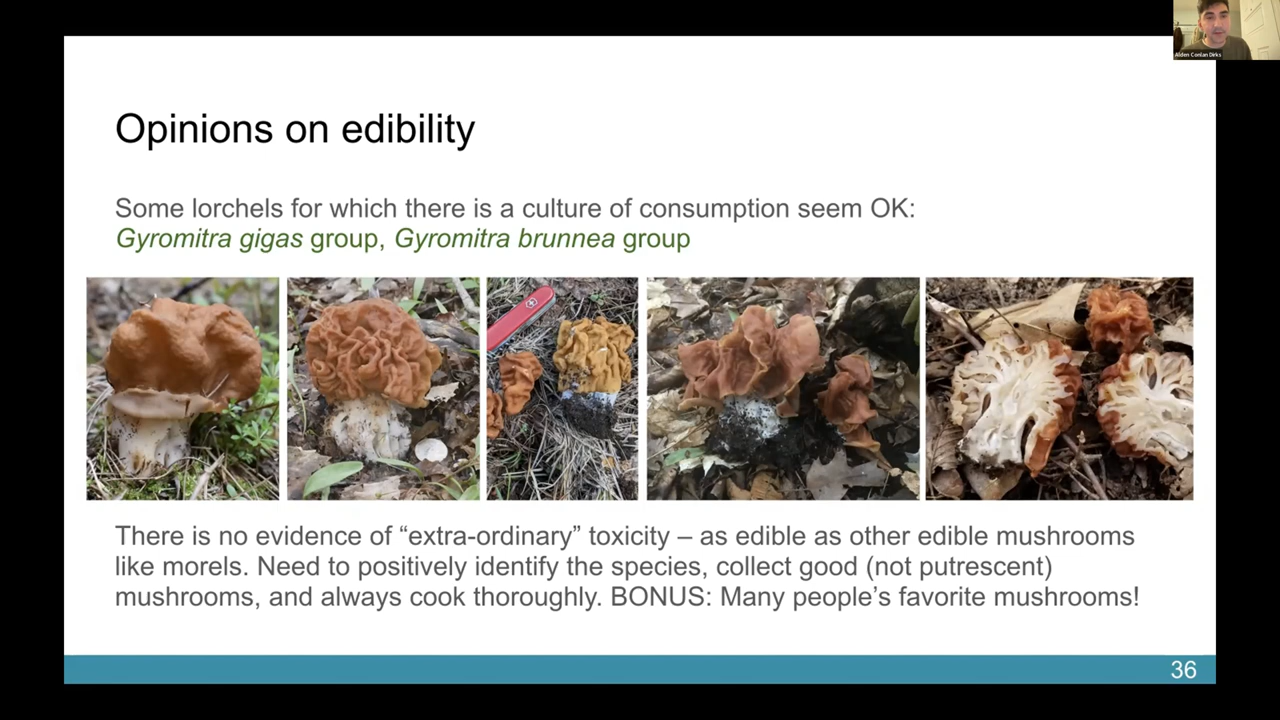 Alden Conlan Dirks
Opinions on edibility
Some lorchels for which there is a culture of consumption seem OK:
Gyromitra gigas group, Gyromitra brunnea group
There is no evidence of “extra-ordinary” toxicity – as edible as other edible mushrooms
like morels. Need to positively identify the species, collect good (not putrescent)
mushrooms, and always cook thoroughly. BONUS: Many people’s favorite mushrooms!
36